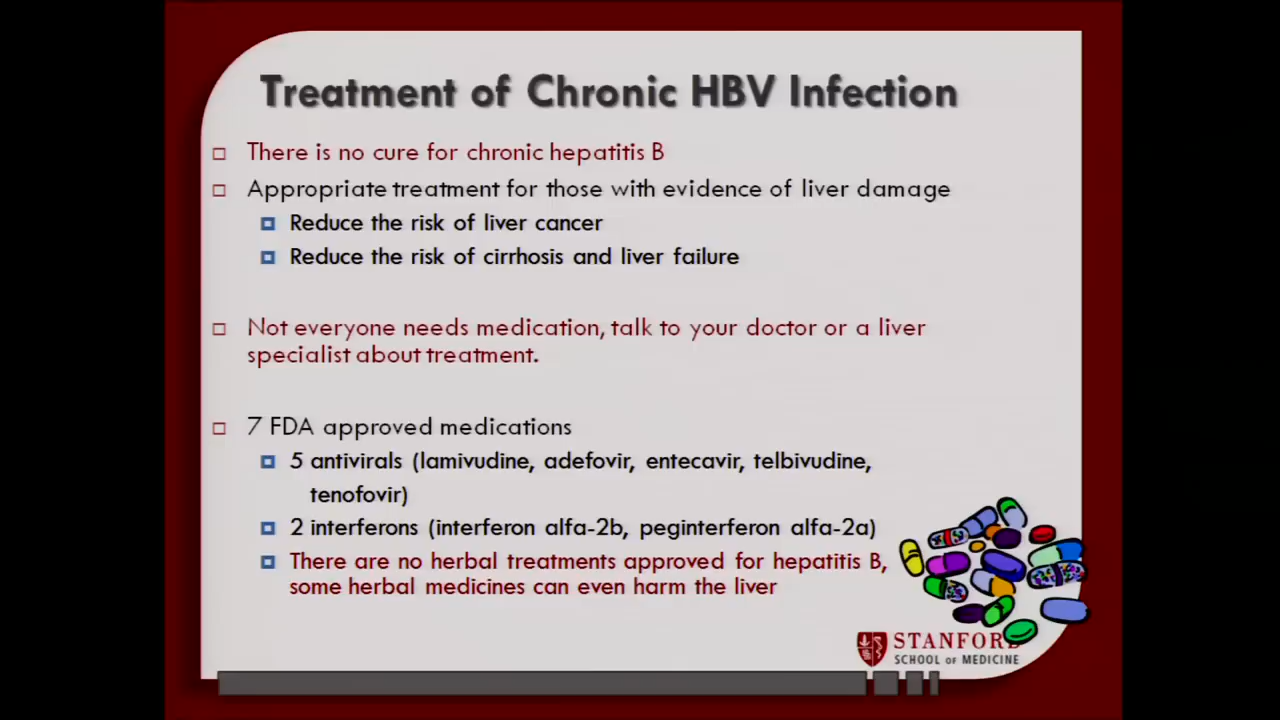 Treatment of Chronic HBV Infection
There is no cure for chronic hepatitis B
Appropriate treatment for those with evidence of liver damage
Reduce the risk of liver cancer
Reduce the risk of cirrhosis and liver failure
Not everyone needs medication, talk to your doctor or a liver
specialist about treatment.
7 FDA approved medications
5 antivirals (lamivudine, adefovir, entecavir, telbivudine,
tenofovir)
2 interferons (interferon alfa-2b, peginterferon alfa-2a)
There are no herbal treatments approved for hepatitis B,
some herbal medicines can even harm the liver
STANFORD
SCHOOL OF MEDICINE